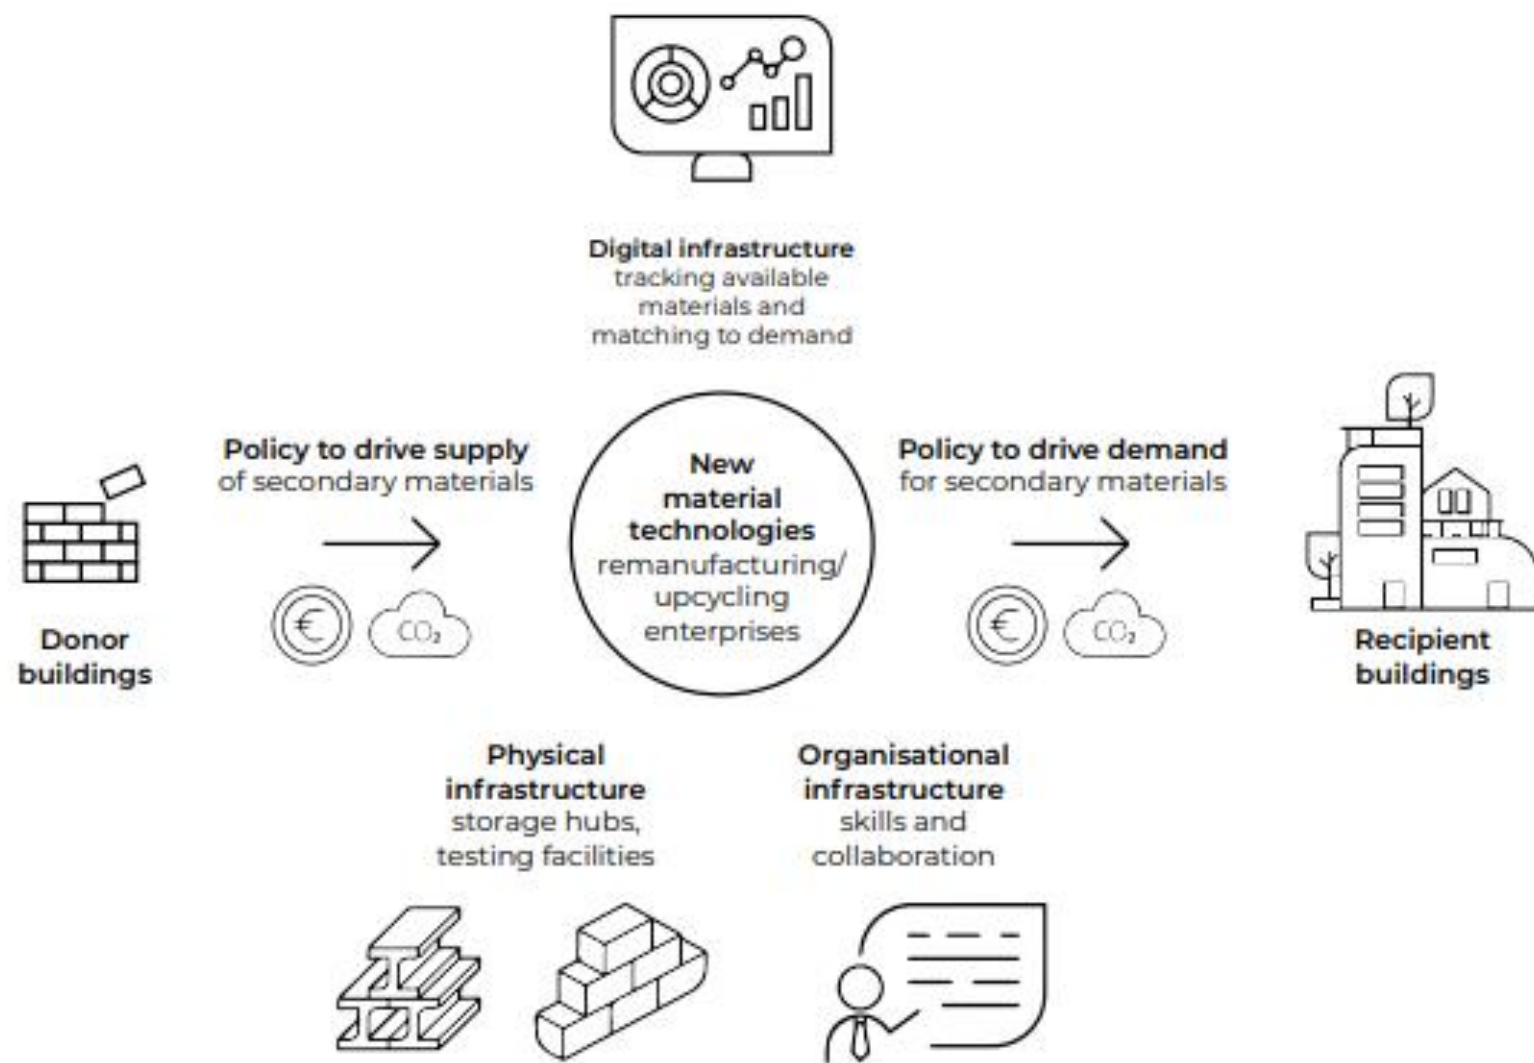 Digital infrastructure
tracking available
materials and
matching to demand
Policy to drive supply
of secondary materials
€
CO₂
Donor
buildings
New
material
technologies
remanufacturing/
upcycling
enterprises
Policy to drive demand
for secondary materials
€
CO₂
Recipient
buildings
Physical
infrastructure
storage hubs,
testing facilities
Organisational
infrastructure
skills and
collaboration